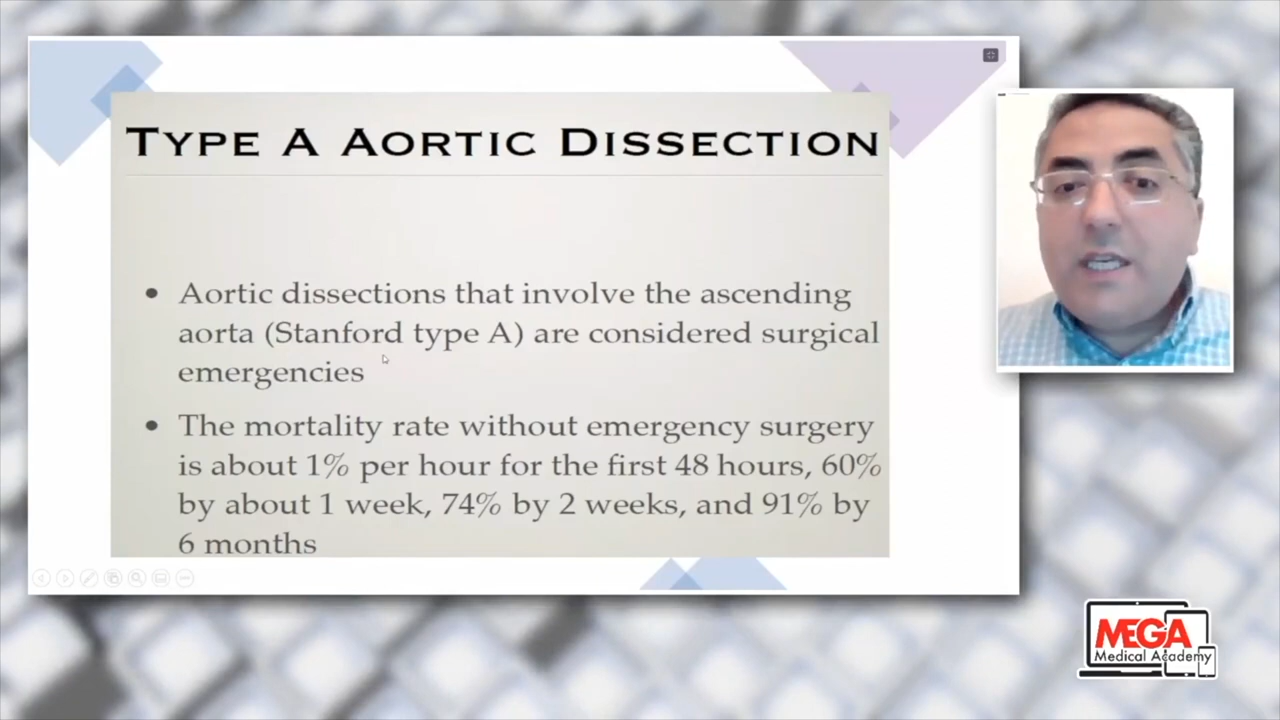 TYPE A AORTIC DISSECTION
• Aortic dissections that involve the ascending
aorta (Stanford type A) are considered surgical
emergencies
• The mortality rate without emergency surgery
is about 1% per hour for the first 48 hours, 60%
by about 1 week, 74% by 2 weeks, and 91% by
6 months
MEGA
Medical Academy